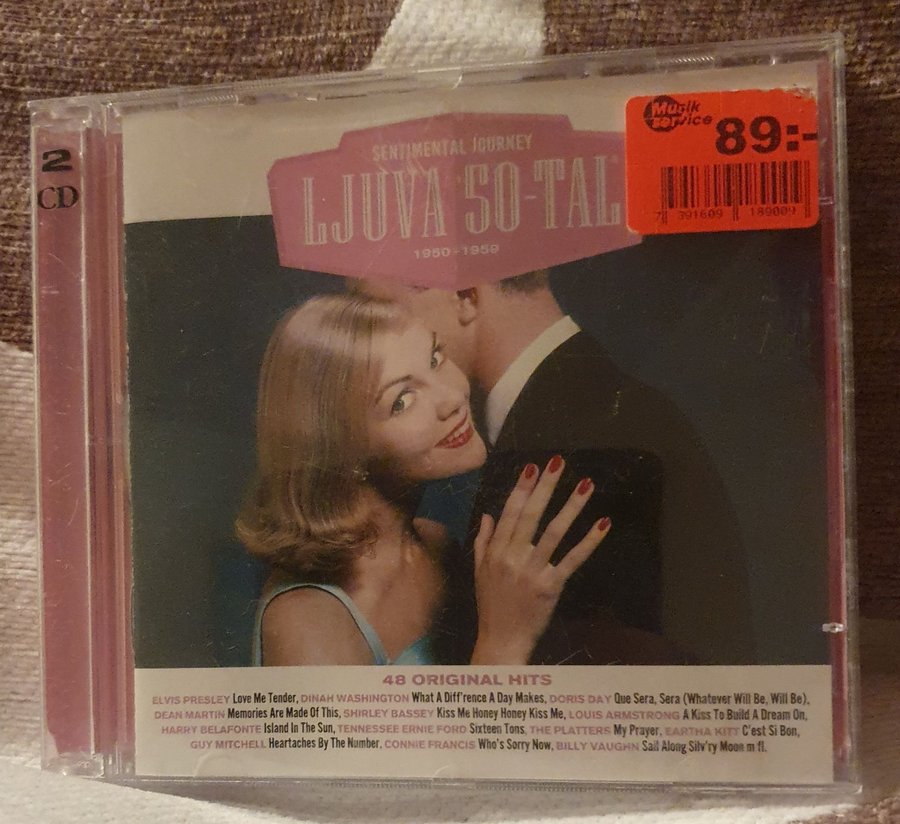 2
CD
SENTIMENTAL JOURNEY
LJUVA 50-TAL
1950-1959
Musik
service
89:-
7 391609 189009
48 ORIGINAL HITS
ELVIS PRESLEY Love Me Tender, DINAH WASHINGTON What A Diff'rence A Day Makes, DORIS DAY Que Sera, Sera (Whatever Will Be, Will Be),
DEAN MARTIN Memories Are Made Of This, SHIRLEY BASSEY Kiss Me Honey Honey Kiss Me, LOUIS ARMSTRONG A Kiss To Build A Dream On,
HARRY BELAFONTE Island In The Sun, TENNESSEE ERNIE FORD Sixteen Tons, THE PLATTERS My Prayer, EARTHA KITT C'est Si Bon,
GUY MITCHELL Heartaches By The Number, CONNIE FRANCIS Who's Sorry Now, BILLY VAUGHN Sail Along Silv'ry Moon m fl.